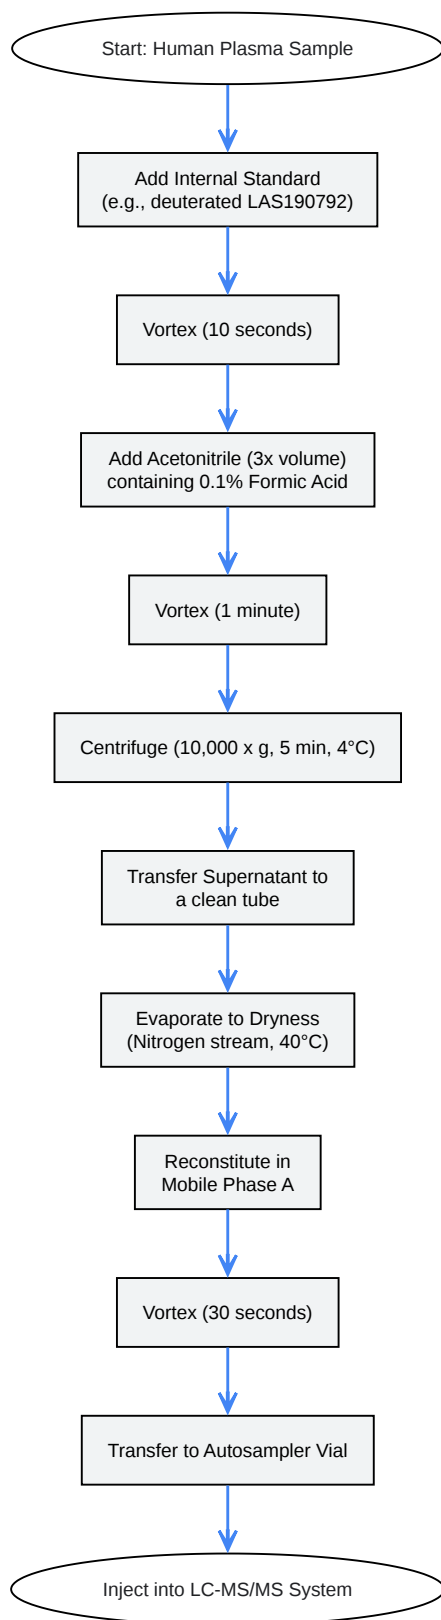 Start: Human Plasma Sample
Add Internal Standard
(e.g., deuterated LAS190792)
Vortex (10 seconds)
Add Acetonitrile (3x volume)
containing 0.1% Formic Acid
Vortex (1 minute)
Centrifuge (10,000 x g, 5 min, 4°C)
Transfer Supernatant to
a clean tube
Evaporate to Dryness
(Nitrogen stream, 40°C)
Reconstitute in
Mobile Phase A
Vortex (30 seconds)
Transfer to Autosampler Vial
Inject into LC-MS/MS System